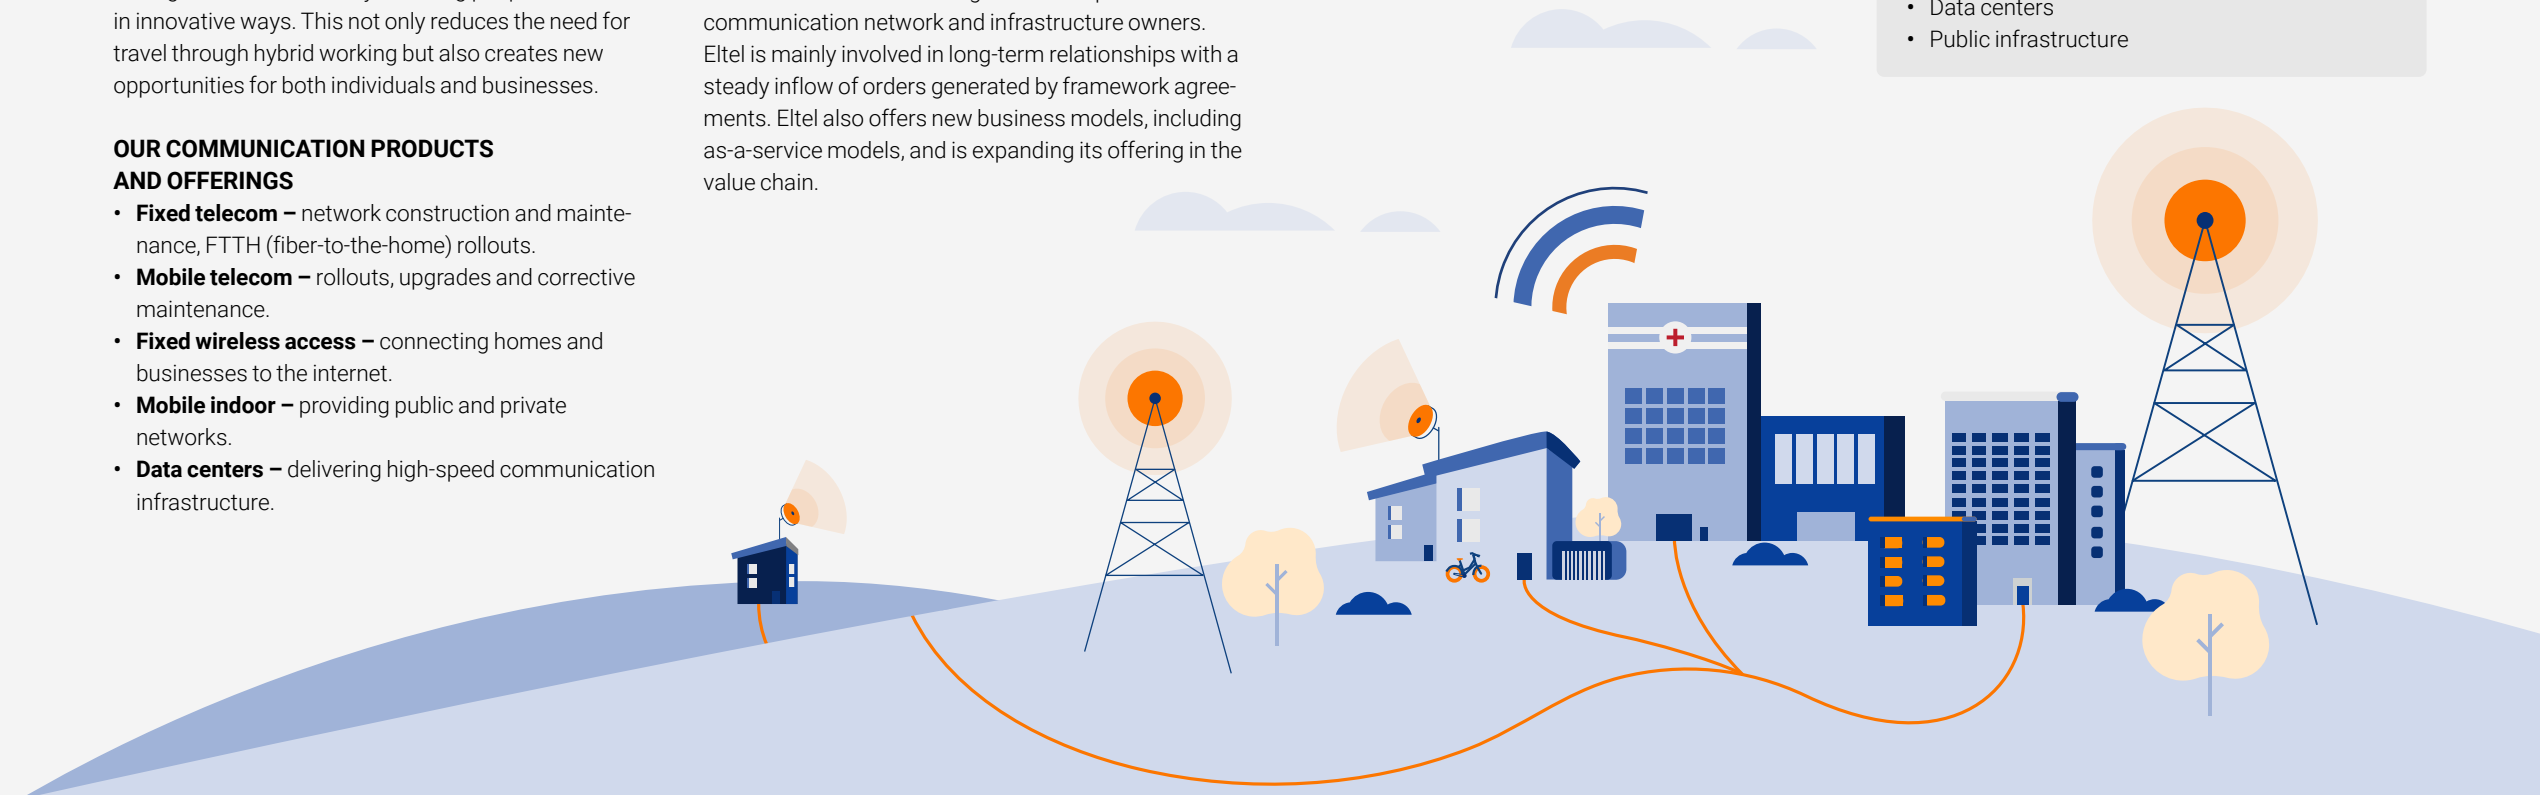 in innovative ways. This not only reduces the need for
travel through hybrid working but also creates new
opportunities for both individuals and businesses.
OUR COMMUNICATION PRODUCTS
AND OFFERINGS
• Fixed telecom – network construction and mainte-
nance, FTTH (fiber-to-the-home) rollouts.
• Mobile telecom – rollouts, upgrades and corrective
maintenance.
• Fixed wireless access – connecting homes and
businesses to the internet.
• Mobile indoor – providing public and private
networks.
• Data centers – delivering high-speed communication
infrastructure.
communication network and infrastructure owners.
Eltel is mainly involved in long-term relationships with a
steady inflow of orders generated by framework agree-
ments. Eltel also offers new business models, including
as-a-service models, and is expanding its offering in the
value chain.
• Data centers
• Public infrastructure